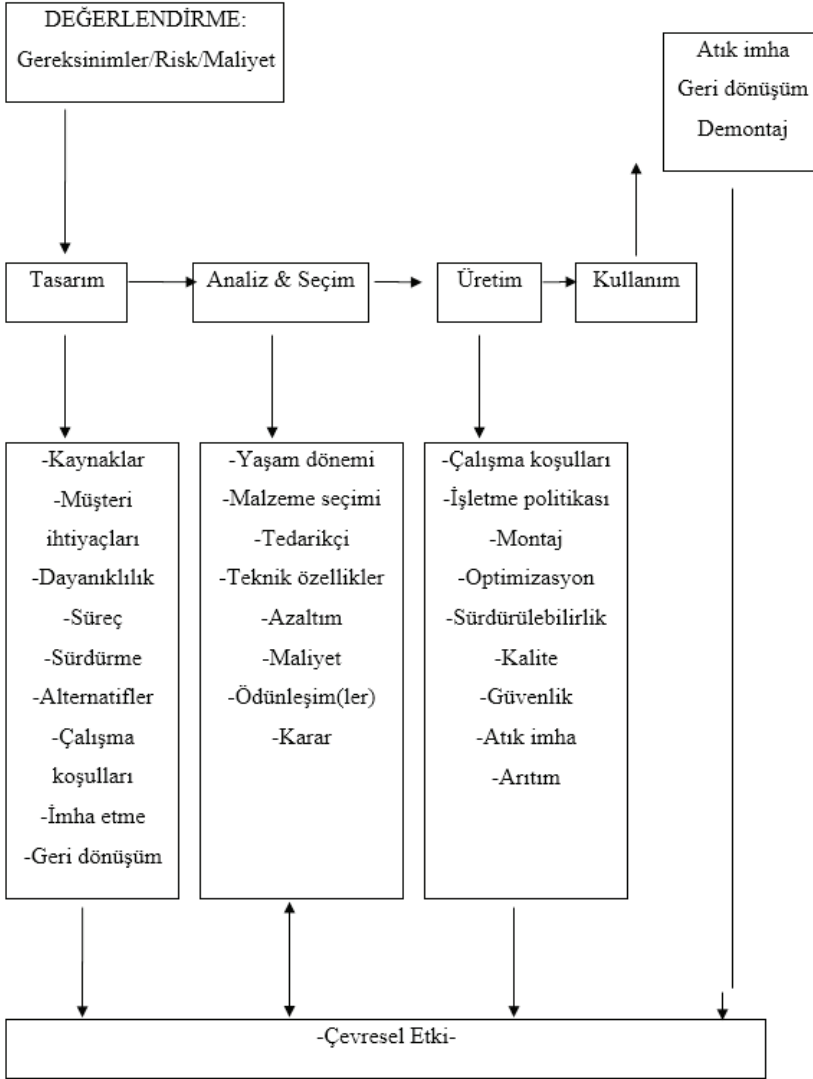 DEĞERLENDİRME:
Gereksinimler/Risk/Maliyet
Atık imha
Geri dönüşüm
Demontaj
Tasarım
Analiz & Seçim
Üretim
Kullanım
-Kaynaklar
-Müşteri
ihtiyaçları
-Dayanıklılık
-Süreç
-Sürdürme
-Alternatifler
-Çalışma
koşulları
-İmha etme
-Geri dönüşüm
-Yaşam dönemi
-Malzeme seçimi
-Tedarikçi
-Teknik özellikler
-Azaltım
-Maliyet
-Ödünleşim(ler)
-Karar
-Çalışma koşulları
-İşletme politikası
-Montaj
-Optimizasyon
-Sürdürülebilirlik
-Kalite
-Güvenlik
-Atık imha
-Arıtım
-Çevresel Etki-